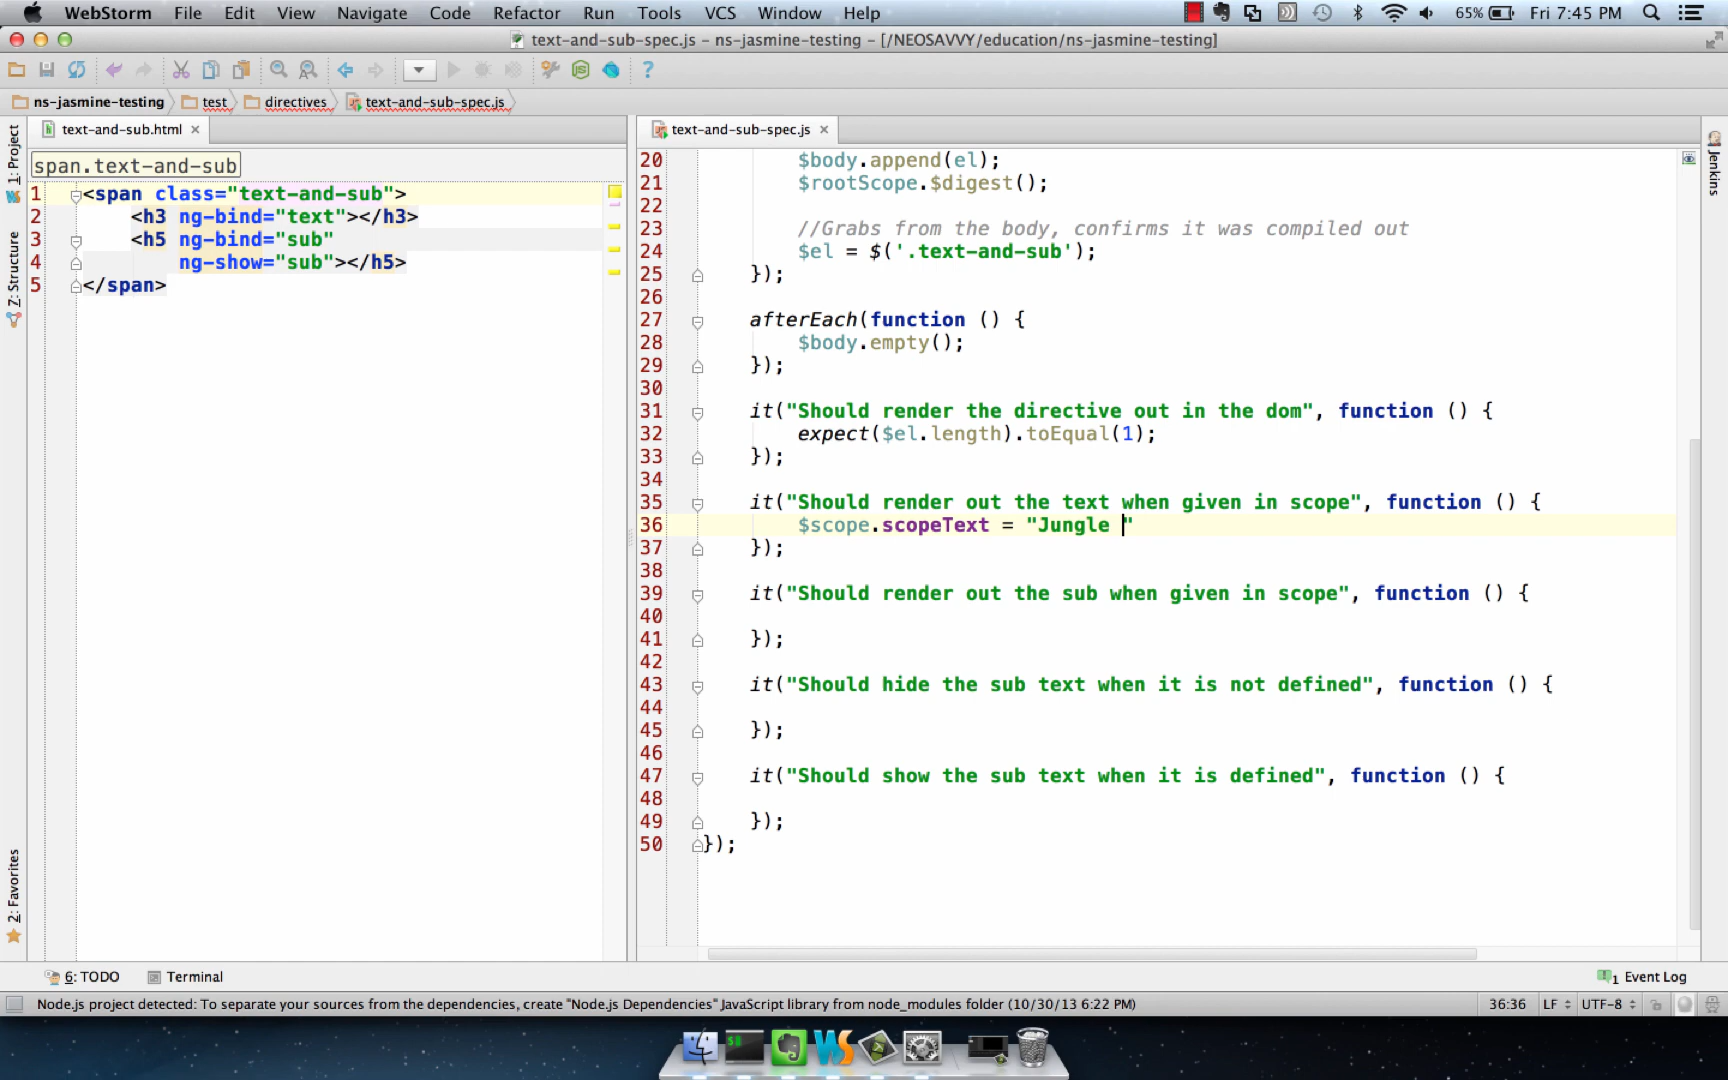 WebStorm File Edit View Navigate Code Refactor Run Tools VCS Window Help 65% Fri 7:45 PM
text-and-sub-spec.js – ns-jasmine-testing – [/NEOSAVVY/education/ns-jasmine-testing]
ns-jasmine-testing test directives text-and-sub-spec.js
1: Project
7: Structure
2: Favorites
text-and-sub.html
span.text-and-sub
1 <span class="text-and-sub">
2 <h3 ng-bind="text"></h3>
3 <h5 ng-bind="sub"
4 ng-show="sub"></h5>
5 </span>
text-and-sub-spec.js
20 $body.append(el);
21 $rootScope.$digest();
22
23 //Grabs from the body, confirms it was compiled out
24 $el = $('.text-and-sub');
25 });
26
27 afterEach(function () {
28 $body.empty();
29 });
30
31 it("Should render the directive out in the dom", function () {
32 expect($el.length).toEqual(1);
33 });
34
35 it("Should render out the text when given in scope", function () {
36 $scope.scopeText = "Jungle "
37 });
38
39 it("Should render out the sub when given in scope", function () {
40
41 });
42
43 it("Should hide the sub text when it is not defined", function () {
44
45 });
46
47 it("Should show the sub text when it is defined", function () {
48
49 });
50 });
Jenkins
6: TODO Terminal 1 Event Log
Node.js project detected: To separate your sources from the dependencies, create "Node.js Dependencies" JavaScript library from node_modules folder (10/30/13 6:22 PM) 36:36 LF UTF-8